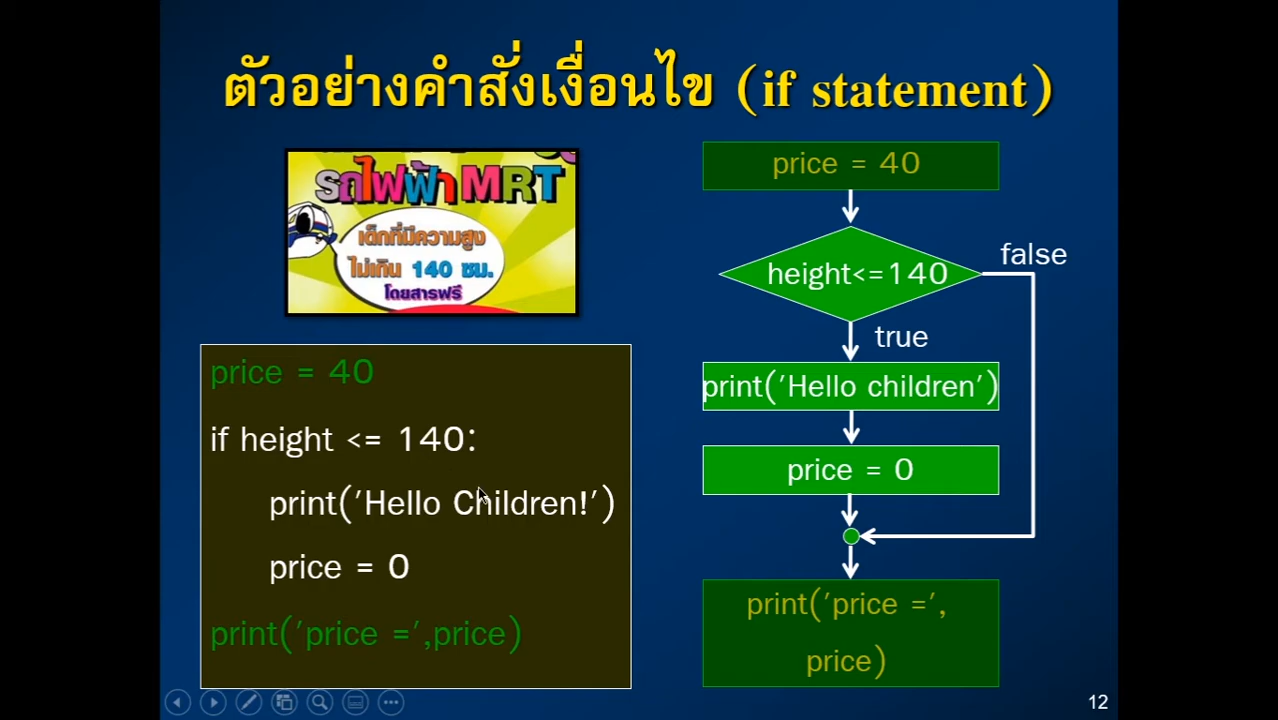 ตัวอย่างคำสั่งเงื่อนไข (if statement)
รถไฟฟ้า MRT
เด็กที่มีความสูง
ไม่เกิน 140 ซม.
โดยสารฟรี
price = 40
if height <= 140:
print('Hello Children!')
price = 0
print('price =',price)
price = 40
height<=140
false
true
print('Hello children')
price = 0
print('price =',
price)
12